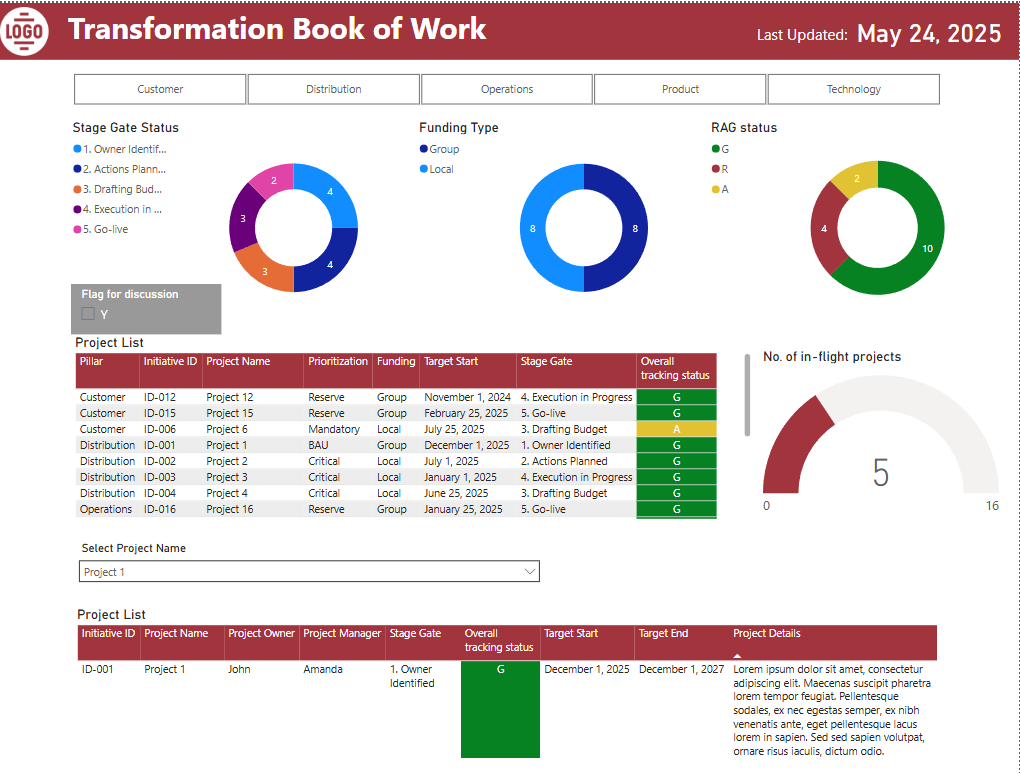 LOGO
Transformation Book of Work
Last Updated: May 24, 2025
Customer
Distribution
Operations
Product
Technology
Stage Gate Status
1. Owner Identif...
2. Actions Plann...
3. Drafting Bud...
4. Execution in ...
5. Go-live
4
4
3
3
2
Funding Type
Group
Local
8
8
RAG status
G
R
A
10
4
2
Flag for discussion
Y
Project List
Pillar Initiative ID Project Name Prioritization Funding Target Start Stage Gate Overall
tracking status
Customer ID-012 Project 12 Reserve Group November 1, 2024 4. Execution in Progress G
Customer ID-015 Project 15 Reserve Group February 25, 2025 5. Go-live G
Customer ID-006 Project 6 Mandatory Local July 25, 2025 3. Drafting Budget A
Distribution ID-001 Project 1 BAU Group December 1, 2025 1. Owner Identified G
Distribution ID-002 Project 2 Critical Local July 1, 2025 2. Actions Planned G
Distribution ID-003 Project 3 Critical Local January 1, 2025 4. Execution in Progress G
Distribution ID-004 Project 4 Critical Local June 25, 2025 3. Drafting Budget G
Operations ID-016 Project 16 Reserve Group January 25, 2025 5. Go-live G
No. of in-flight projects
5
0
16
Select Project Name
Project 1
Project List
Initiative ID Project Name Project Owner Project Manager Stage Gate Overall
tracking status Target Start Target End Project Details
ID-001 Project 1 John Amanda 1. Owner
Identified G December 1, 2025 December 1, 2027 Lorem ipsum dolor sit amet, consectetur
adipiscing elit. Maecenas suscipit pharetra
lorem tempor feugiat. Pellentesque
sodales, ex nec egestas semper, ex nibh
venenatis ante, eget pellentesque lacus
lorem in sapien. Sed sed sapien volutpat,
ornare risus iaculis, dictum odio.